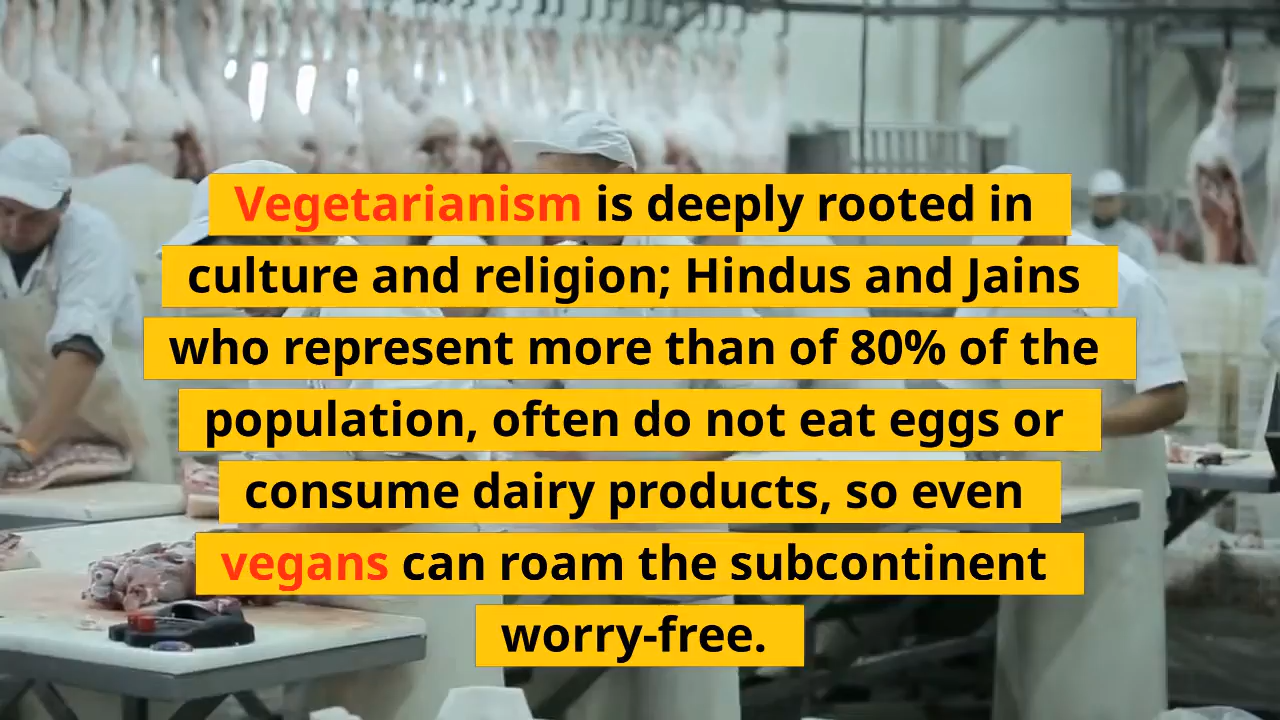 Vegetarianism is deeply rooted in
culture and religion; Hindus and Jains
who represent more than of 80% of the
population, often do not eat eggs or
consume dairy products, so even
vegans can roam the subcontinent
worry-free.